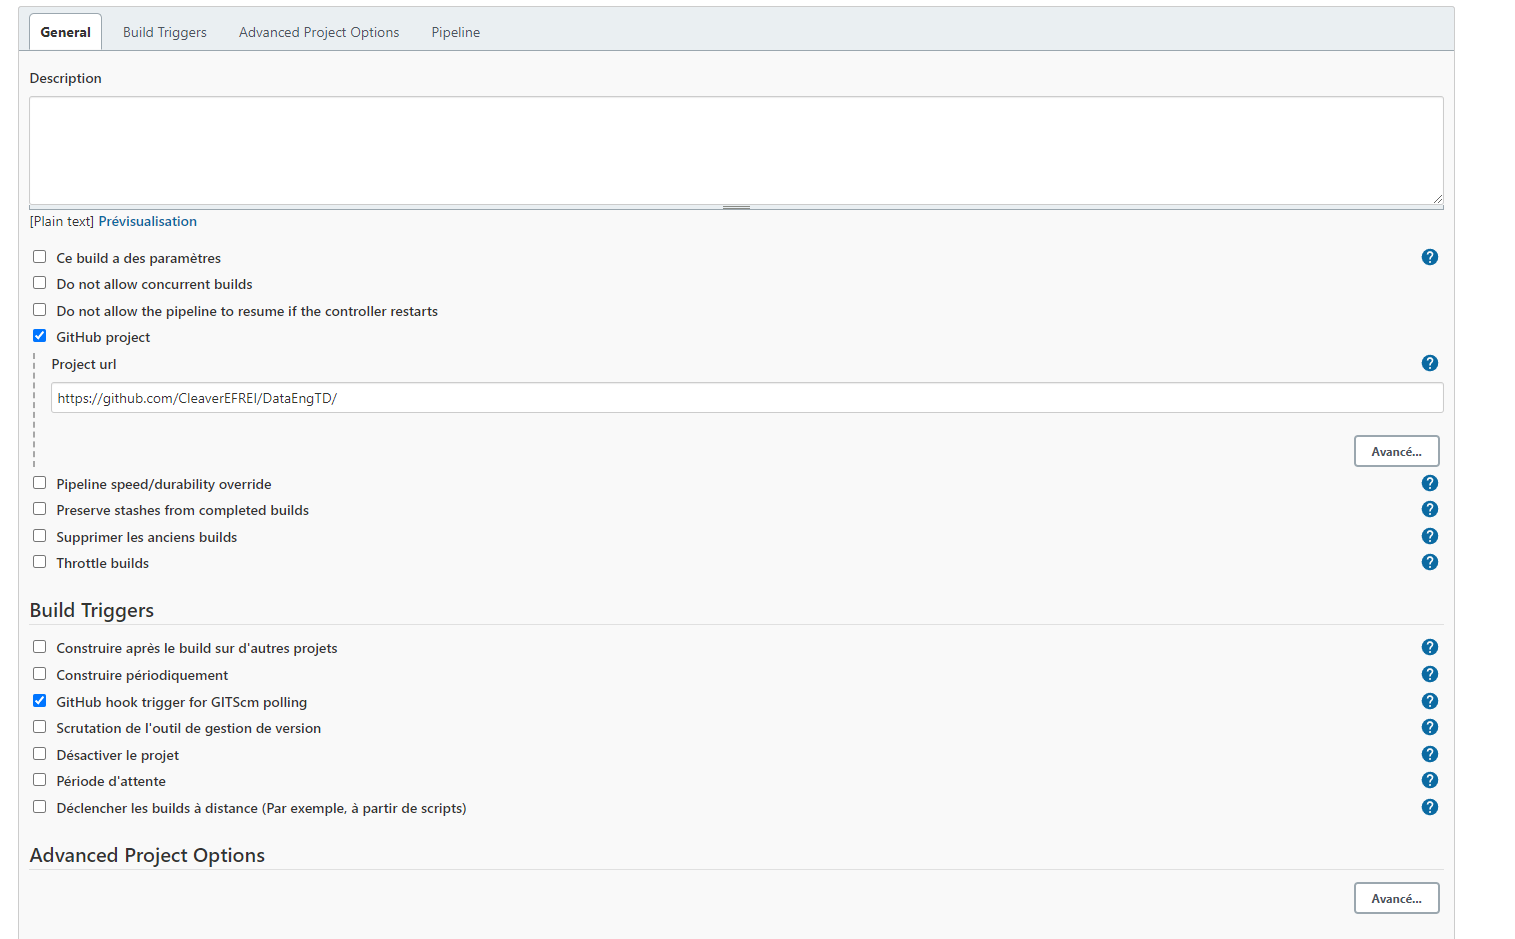 General Build Triggers Advanced Project Options Pipeline
Description
[Plain text] Prévisualisation
Ce build a des paramètres ?
Do not allow concurrent builds
Do not allow the pipeline to resume if the controller restarts
GitHub project
Project url ?
https://github.com/CleaverEFREI/DataEngTD/
Avancé...
Pipeline speed/durability override ?
Preserve stashes from completed builds ?
Supprimer les anciens builds ?
Throttle builds ?
Build Triggers
Construire après le build sur d'autres projets ?
Construire périodiquement ?
GitHub hook trigger for GITScm polling ?
Scrutation de l'outil de gestion de version ?
Désactiver le projet ?
Période d'attente ?
Déclencher les builds à distance (Par exemple, à partir de scripts) ?
Advanced Project Options
Avancé...